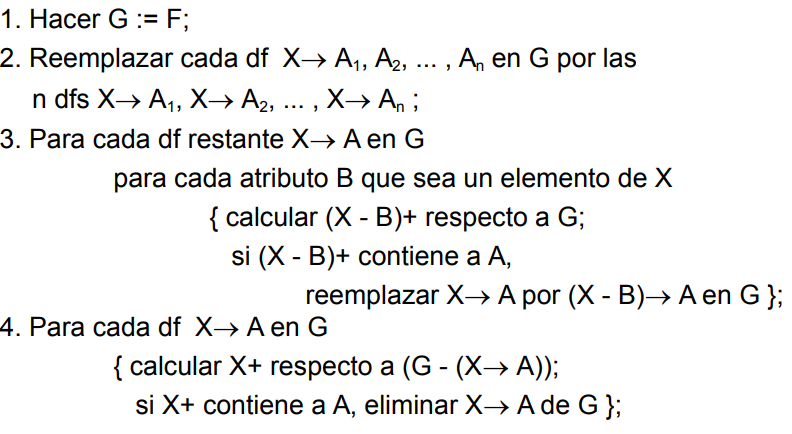 1. Hacer G := F;
2. Reemplazar cada df X→ A₁, A₂, ... , Aₙ en G por las
n dfs X→ A₁, X→ A₂, ... , X→ Aₙ ;
3. Para cada df restante X→ A en G
para cada atributo B que sea un elemento de X
{ calcular (X - B)+ respecto a G;
si (X - B)+ contiene a A,
reemplazar X→ A por (X - B)→ A en G };
4. Para cada df X→ A en G
{ calcular X+ respecto a (G - (X→ A));
si X+ contiene a A, eliminar X→ A de G };